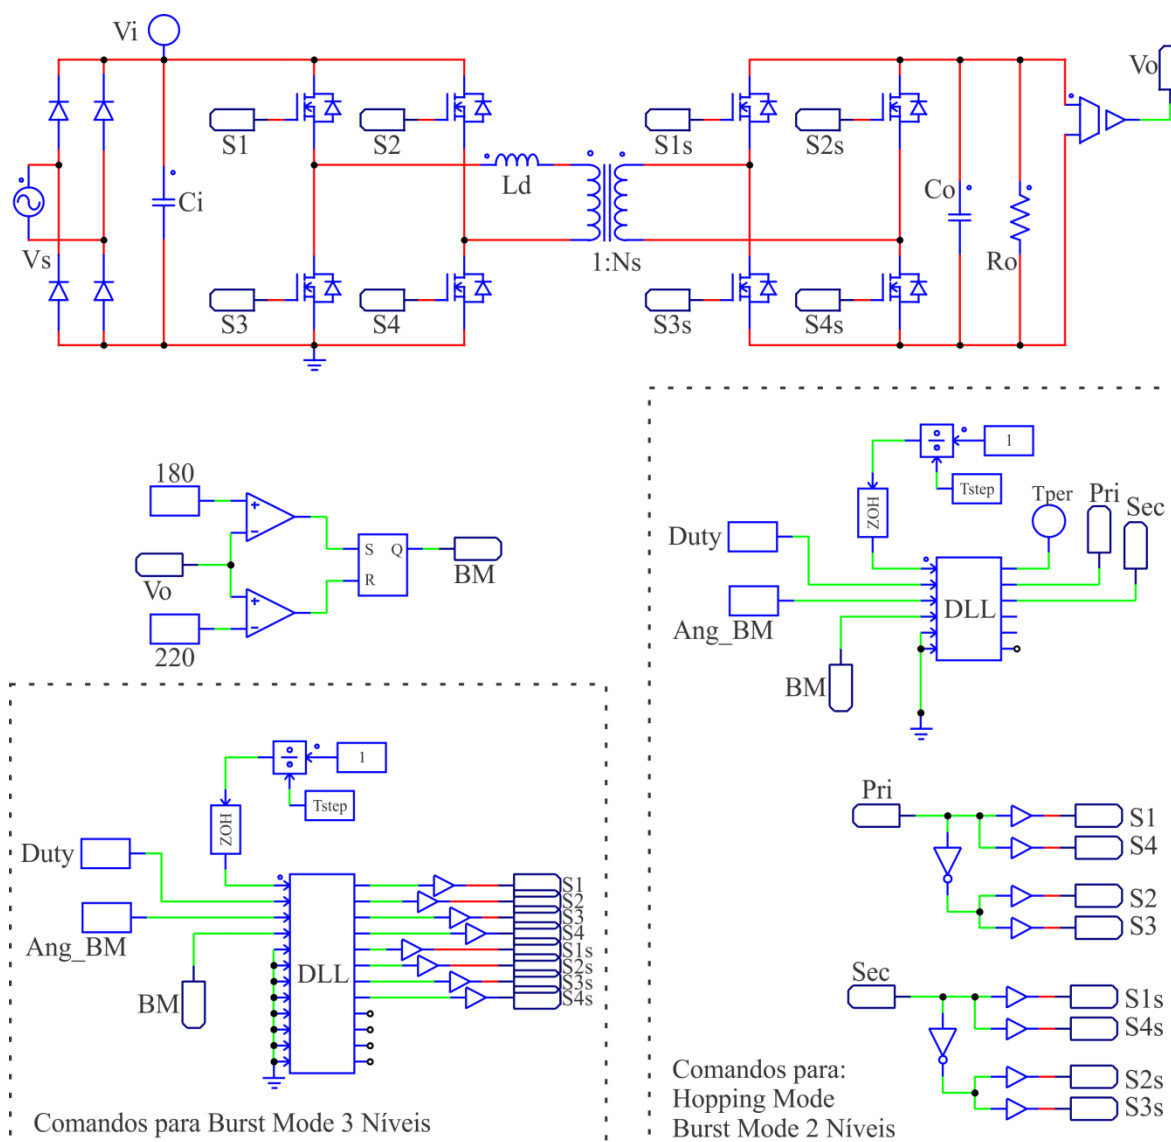 Vi
Vo
S1
S2
S1s
S2s
Ld
Ci
Co
Vs
1:Ns
Ro
S3
S4
S3s
S4s
180
Vo
220
S Q
R
BM
1
Tstep
ZOH
Tper
Pri
Sec
Duty
Ang_BM
DLL
BM
1
Tstep
ZOH
Duty
Ang_BM
BM
DLL
S1
S2
S3
S4
S1s
S2s
S3s
S4s
Comandos para Burst Mode 3 Níveis
Pri
S1
S4
S2
S3
Sec
S1s
S4s
S2s
S3s
Comandos para:
Hopping Mode
Burst Mode 2 Níveis